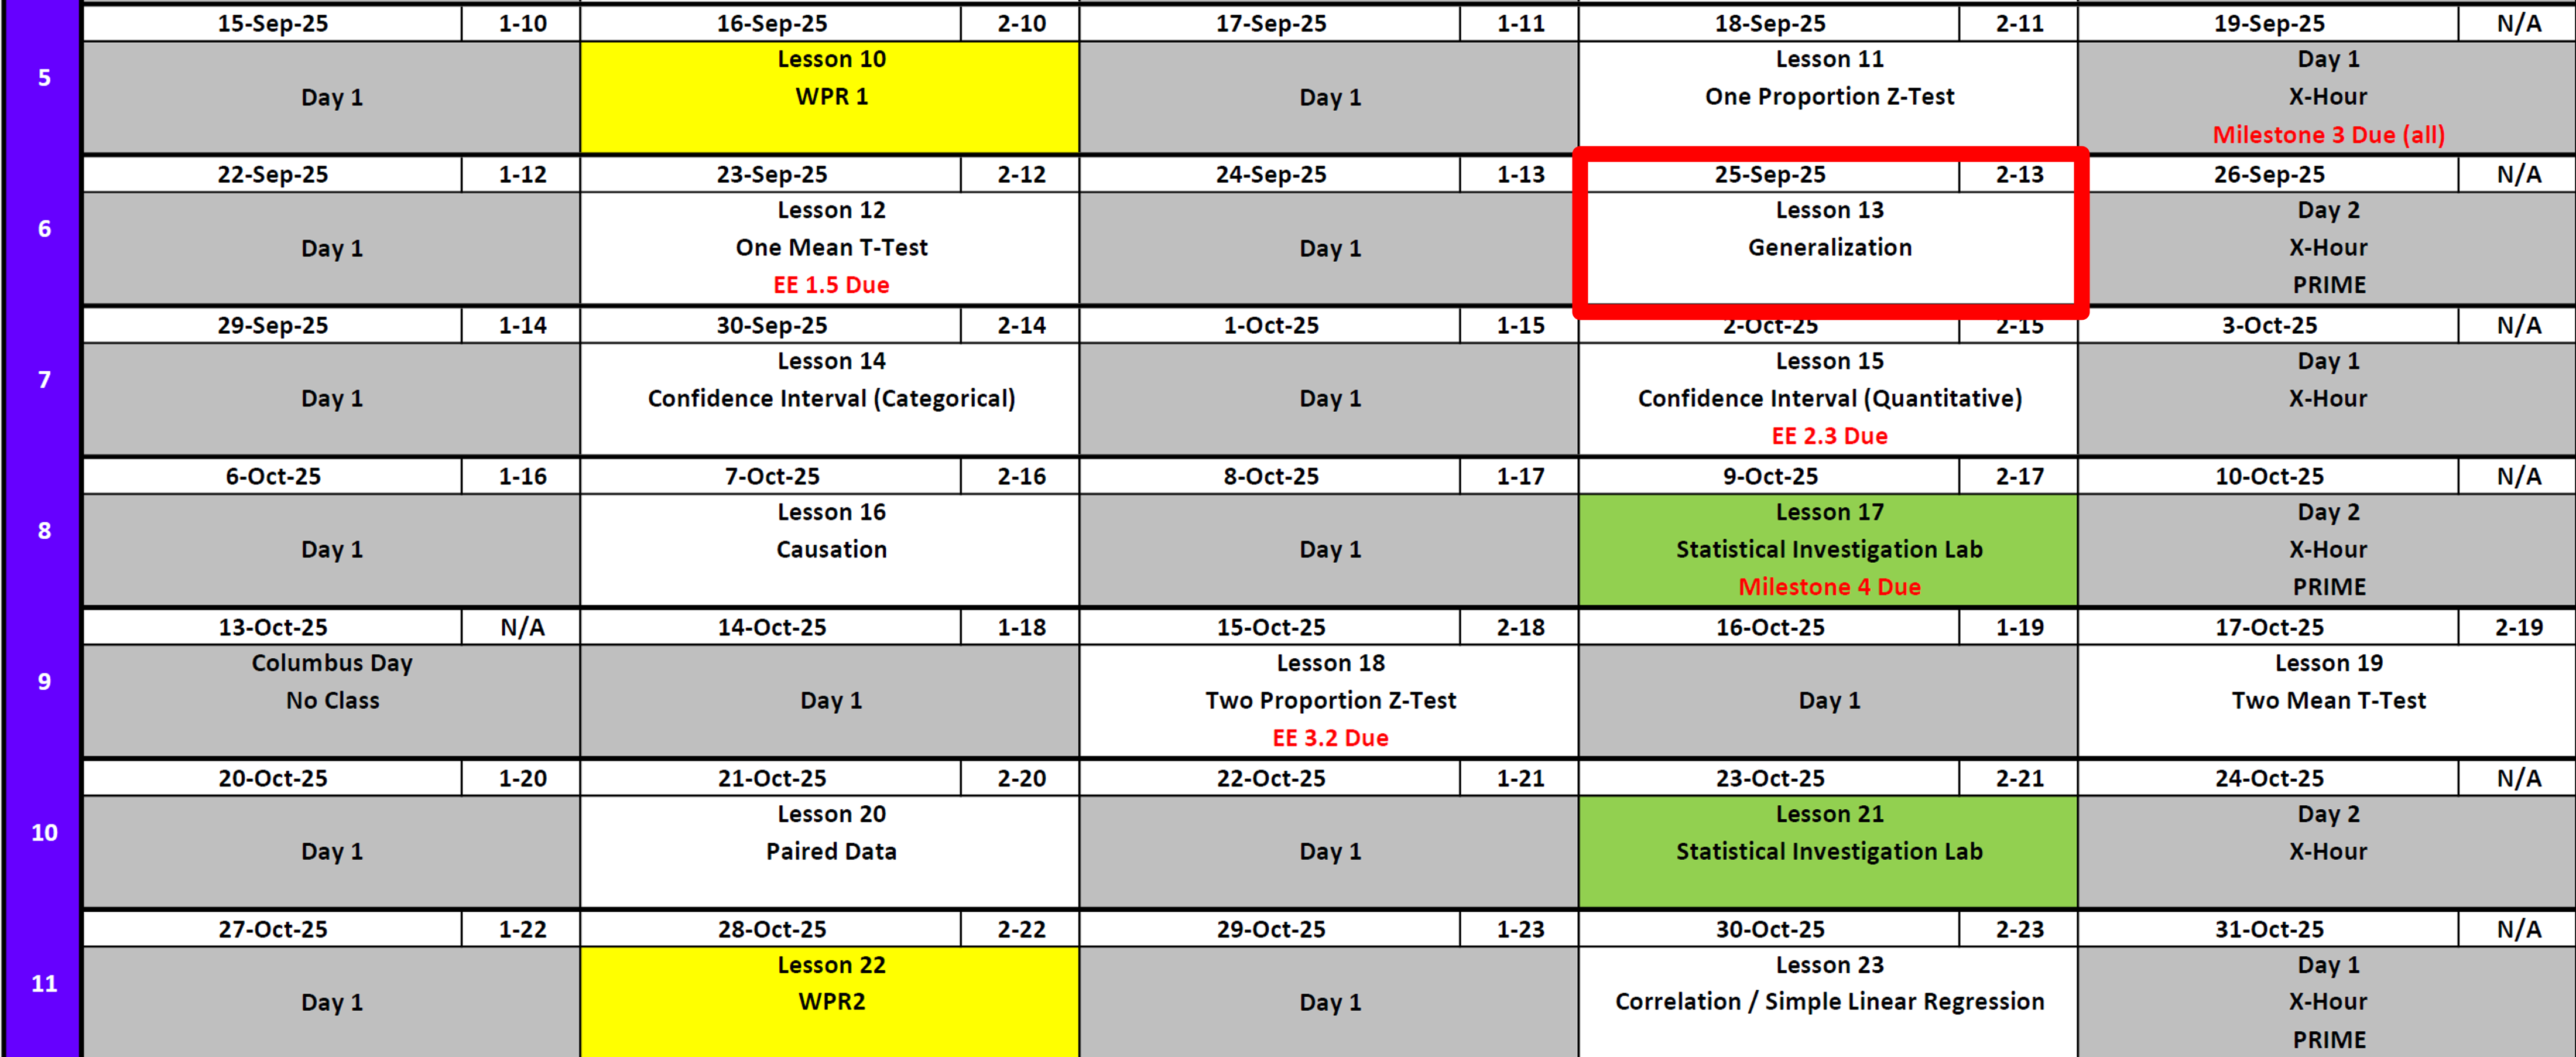 15-Sep-25 1-10 16-Sep-25 2-10 17-Sep-25 1-11 18-Sep-25 2-11 19-Sep-25 N/A
5
Day 1
Lesson 10
WPR 1
Day 1
Lesson 11
One Proportion Z-Test
Day 1
X-Hour
Milestone 3 Due (all)
22-Sep-25 1-12 23-Sep-25 2-12 24-Sep-25 1-13 25-Sep-25 2-13 26-Sep-25 N/A
6
Day 1
Lesson 12
One Mean T-Test
EE 1.5 Due
Day 1
Lesson 13
Generalization
Day 2
X-Hour
PRIME
29-Sep-25 1-14 30-Sep-25 2-14 1-Oct-25 1-15 2-Oct-25 2-15 3-Oct-25 N/A
7
Day 1
Lesson 14
Confidence Interval (Categorical)
Day 1
Lesson 15
Confidence Interval (Quantitative)
EE 2.3 Due
Day 1
X-Hour
6-Oct-25 1-16 7-Oct-25 2-16 8-Oct-25 1-17 9-Oct-25 2-17 10-Oct-25 N/A
8
Day 1
Lesson 16
Causation
Day 1
Lesson 17
Statistical Investigation Lab
Milestone 4 Due
Day 2
X-Hour
PRIME
13-Oct-25 N/A 14-Oct-25 1-18 15-Oct-25 2-18 16-Oct-25 1-19 17-Oct-25 2-19
9
Columbus Day
No Class
Day 1
Lesson 18
Two Proportion Z-Test
EE 3.2 Due
Day 1
Lesson 19
Two Mean T-Test
20-Oct-25 1-20 21-Oct-25 2-20 22-Oct-25 1-21 23-Oct-25 2-21 24-Oct-25 N/A
10
Day 1
Lesson 20
Paired Data
Day 1
Lesson 21
Statistical Investigation Lab
Day 2
X-Hour
27-Oct-25 1-22 28-Oct-25 2-22 29-Oct-25 1-23 30-Oct-25 2-23 31-Oct-25 N/A
11
Day 1
Lesson 22
WPR2
Day 1
Lesson 23
Correlation / Simple Linear Regression
Day 1
X-Hour
PRIME